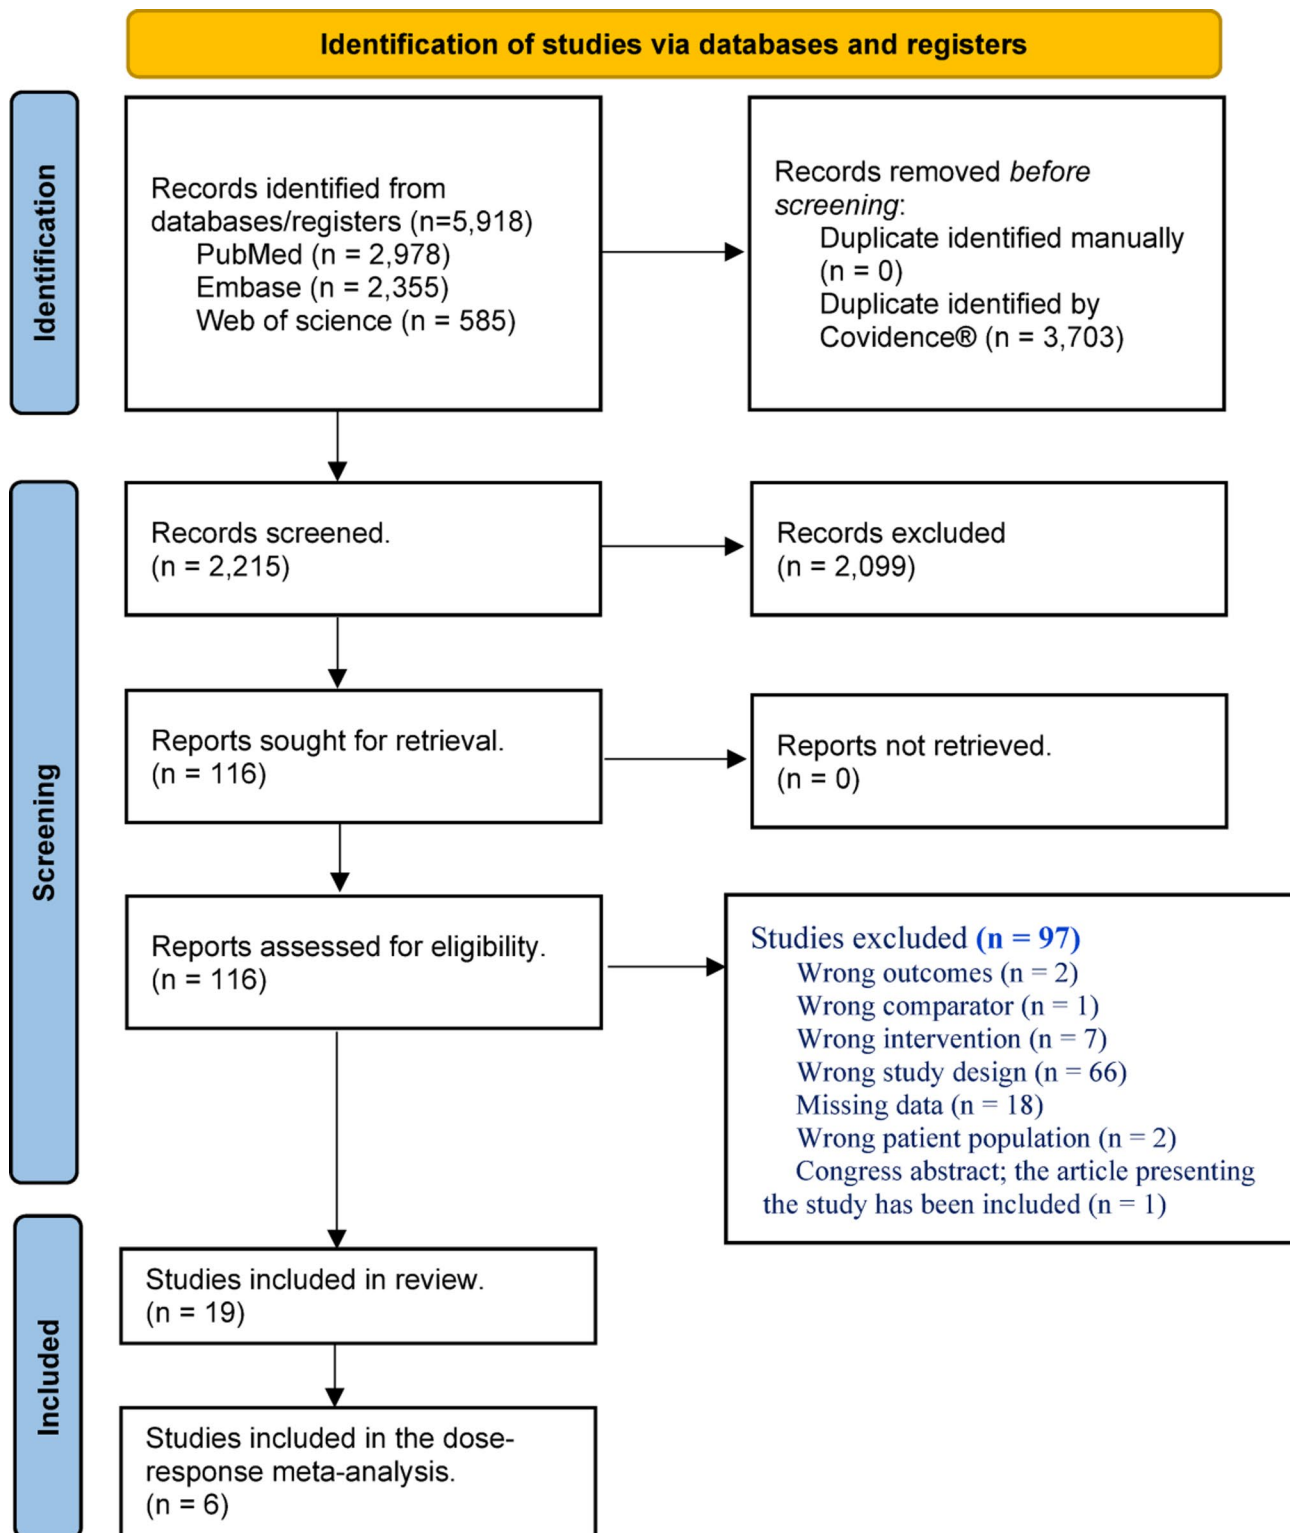 Identification of studies via databases and registers
Identification
Records identified from
databases/registers (n=5,918)
PubMed (n = 2,978)
Embase (n = 2,355)
Web of science (n = 585)
Records removed before
screening:
Duplicate identified manually
(n = 0)
Duplicate identified by
Covidence® (n = 3,703)
Screening
Records screened.
(n = 2,215)
Records excluded
(n = 2,099)
Reports sought for retrieval.
(n = 116)
Reports not retrieved.
(n = 0)
Reports assessed for eligibility.
(n = 116)
Studies excluded (n = 97)
Wrong outcomes (n = 2)
Wrong comparator (n = 1)
Wrong intervention (n = 7)
Wrong study design (n = 66)
Missing data (n = 18)
Wrong patient population (n = 2)
Congress abstract; the article presenting
the study has been included (n = 1)
Included
Studies included in review.
(n = 19)
Studies included in the dose-
response meta-analysis.
(n = 6)